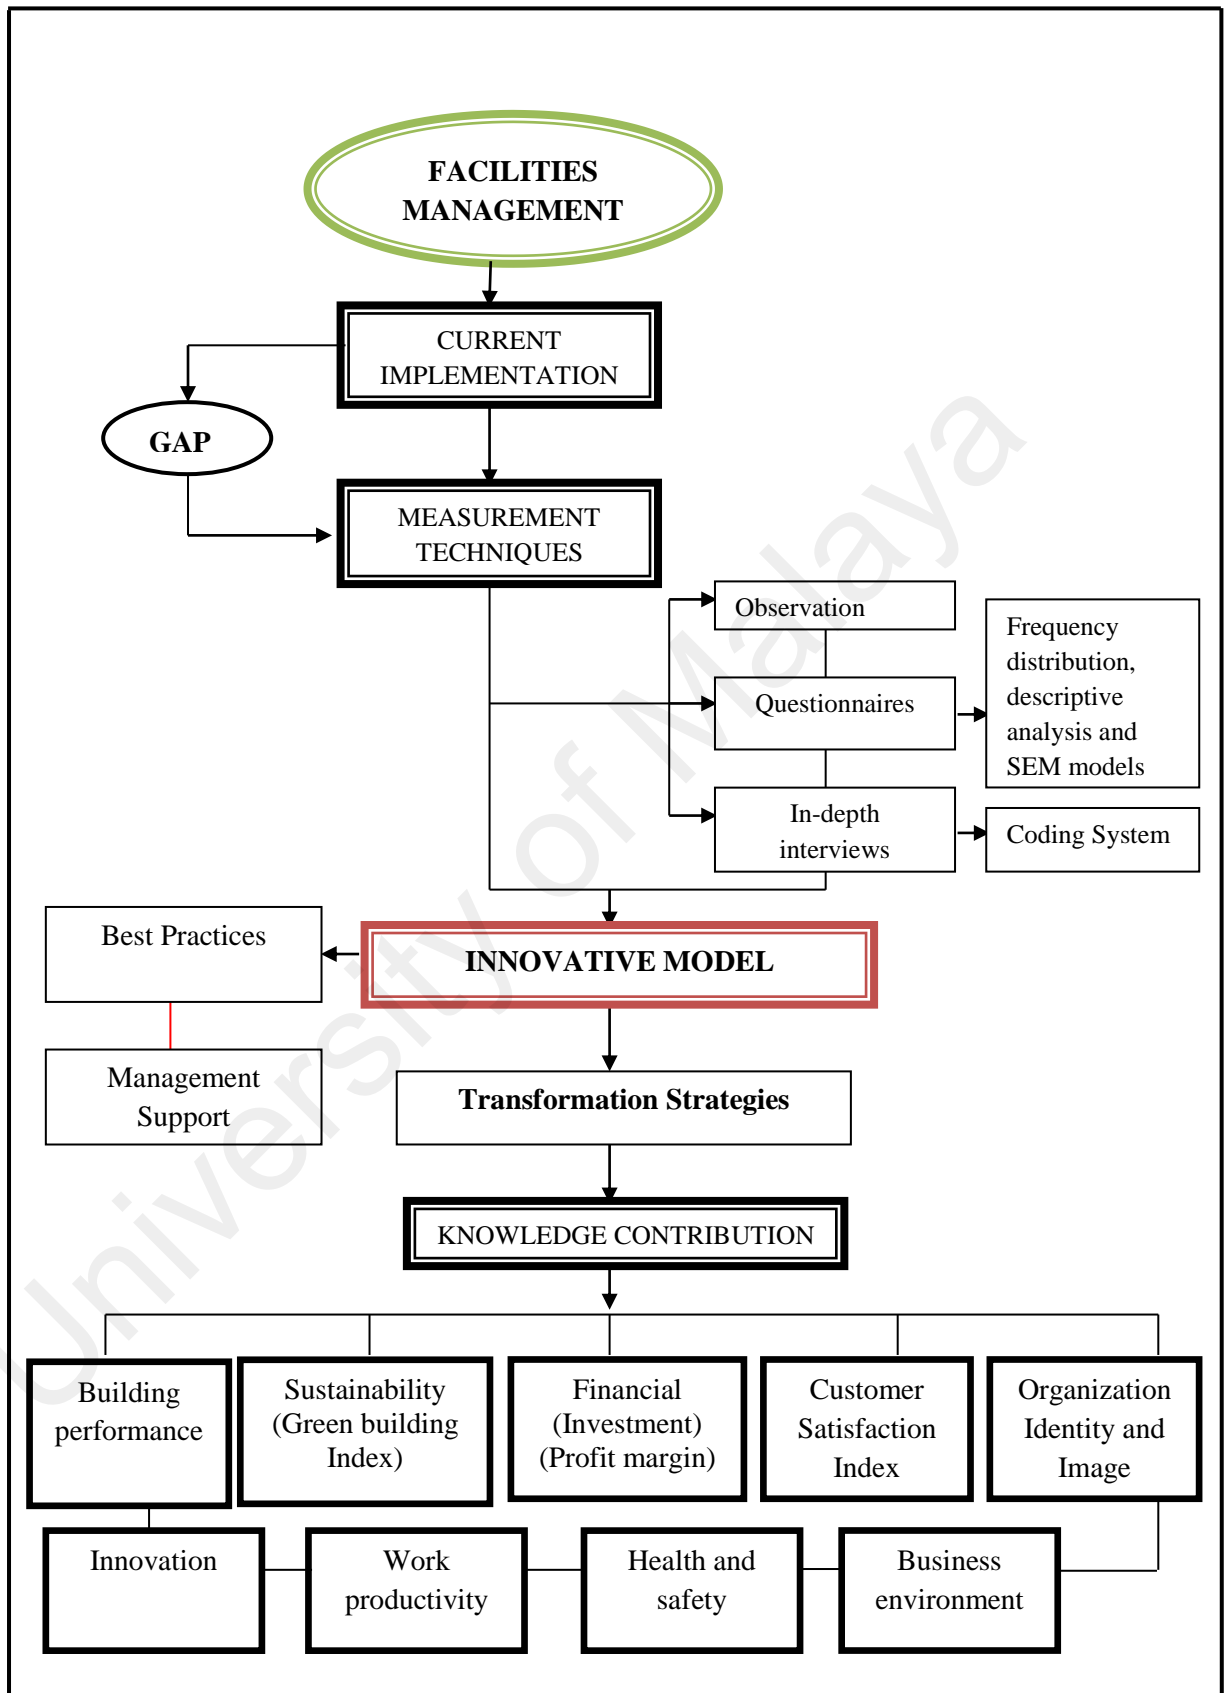 FACILITIES
MANAGEMENT
CURRENT
IMPLEMENTATION
GAP
MEASUREMENT
TECHNIQUES
Observation
Questionnaires
Frequency
distribution,
descriptive
analysis and
SEM models
In-depth
interviews
Coding System
Best Practices
INNOVATIVE MODEL
Management
Support
Transformation Strategies
KNOWLEDGE CONTRIBUTION
Building
performance
Sustainability
(Green building
Index)
Financial
(Investment)
(Profit margin)
Customer
Satisfaction
Index
Organization
Identity and
Image
Innovation
Work
productivity
Health and
safety
Business
environment
University of Malaya